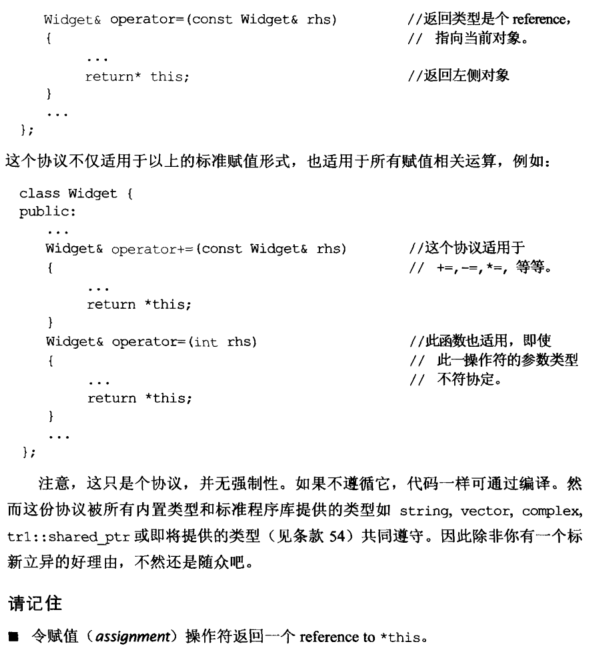 Widget& operator=(const Widget& rhs) //返回类型是个 reference,
{ // 指向当前对象。
...
return* this; //返回左侧对象
}
...
};
这个协议不仅适用于以上的标准赋值形式，也适用于所有赋值相关运算，例如：
class Widget {
public:
...
Widget& operator+=(const Widget& rhs) //这个协议适用于
{ // +=,-=,*=, 等等。
...
return *this;
}
Widget& operator=(int rhs) //此函数也适用，即使
{ // 此一操作符的参数类型
... // 不符协定。
return *this;
}
...
};
注意，这只是个协议，并无强制性。如果不遵循它，代码一样可通过编译。然
而这份协议被所有内置类型和标准程序库提供的类型如 string, vector, complex,
tr1::shared_ptr 或即将提供的类型（见条款 54）共同遵守。因此除非你有一个标
新立异的好理由，不然还是随众吧。
请记住
■ 令赋值（assignment）操作符返回一个 reference to *this。